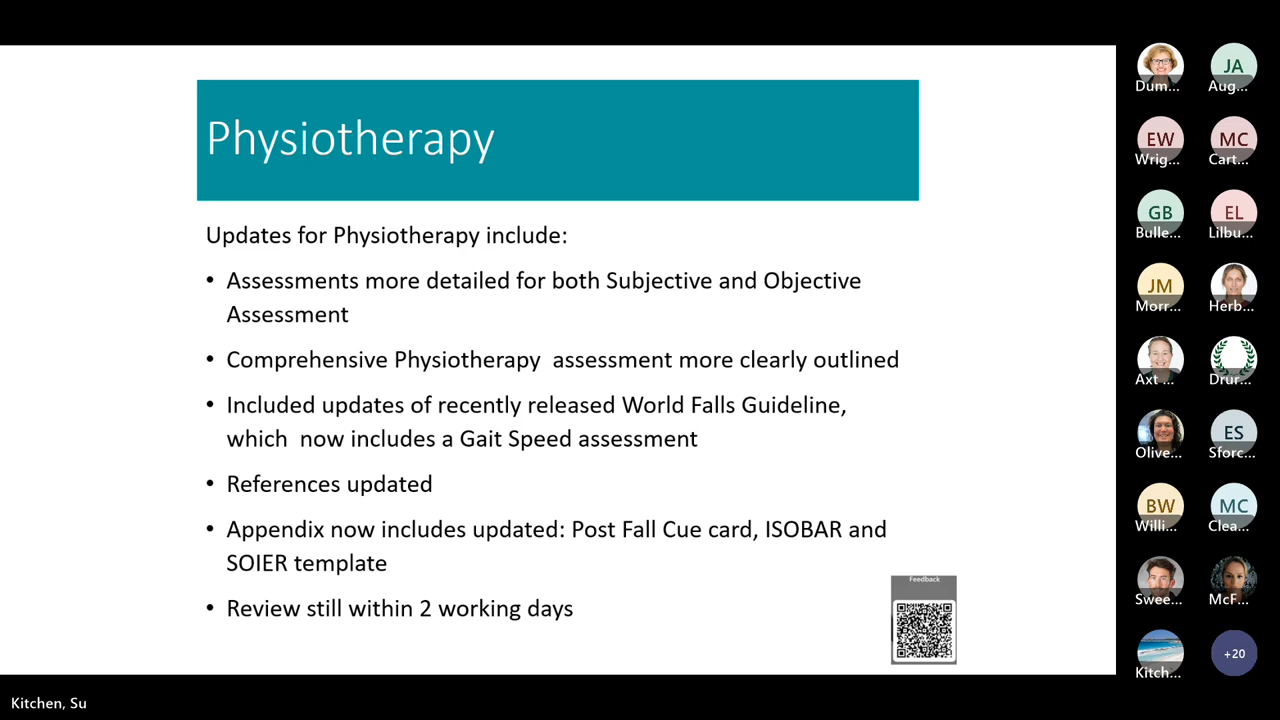 Physiotherapy
Updates for Physiotherapy include:
• Assessments more detailed for both Subjective and Objective
Assessment
• Comprehensive Physiotherapy  assessment more clearly outlined
• Included updates of recently released World Falls Guideline,
which  now includes a Gait Speed assessment
• References updated
• Appendix now includes updated: Post Fall Cue card, ISOBAR and
SOIER template
• Review still within 2 working days
Feedback
Dum...
JA
Aug...
EW
Wrig...
MC
Cart...
GB
Bulle...
EL
Lilbu...
JM
Morr...
Herb...
Axt ...
Drur...
Olive...
ES
Sforc...
BW
Willi...
MC
Clea...
Swee...
McF...
Kitch...
+20
Kitchen, Su